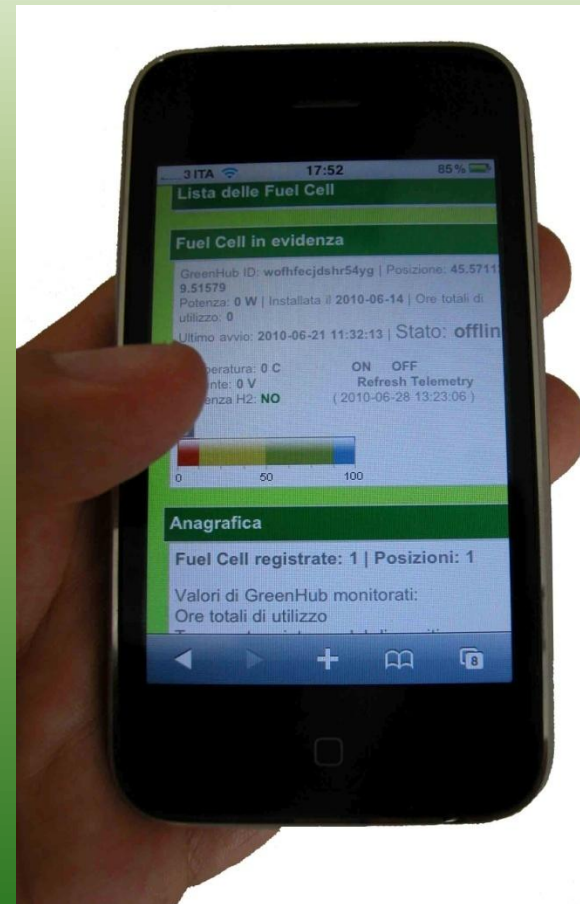 3 ITA 17:52 85%
Lista delle Fuel Cell
Fuel Cell in evidenza
GreenHub ID: wofhfecjdshr54yg | Posizione: 45.5711
9.51579
Potenza: 0 W | Installata il 2010-06-14 | Ore totali di
utilizzo: 0
Ultimo avvio: 2010-06-21 11:32:13 | Stato: offlin
peratura: 0 C ON OFF
nte: 0 V Refresh Telemetry
enza H2: NO ( 2010-06-28 13:23:06 )
0 50 100
Anagrafica
Fuel Cell registrate: 1 | Posizioni: 1
Valori di GreenHub monitorati:
Ore totali di utilizzo
8